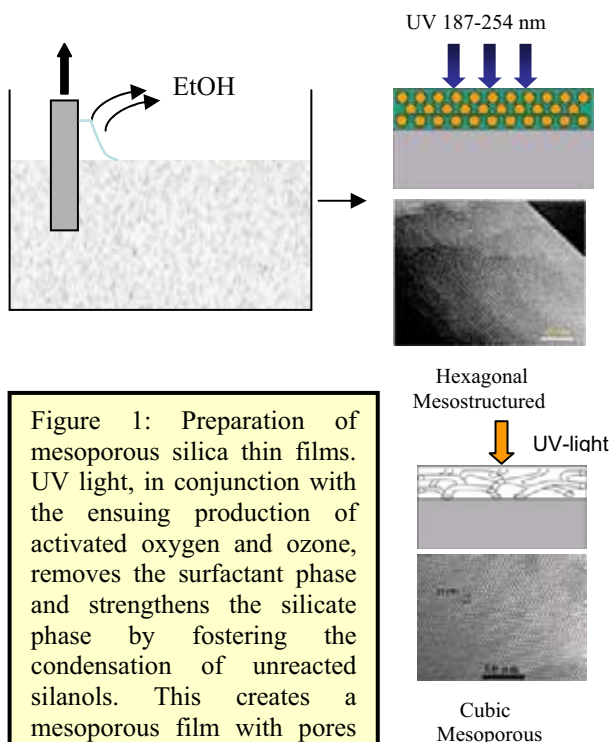 UV 187-254 nm
EtOH
Hexagonal
Mesostructured
UV-light
Figure 1: Preparation of
mesoporous silica thin films.
UV light, in conjunction with
the ensuing production of
activated oxygen and ozone,
removes the surfactant phase
and strengthens the silicate
phase by fostering the
condensation of unreacted
silanols. This creates a
mesoporous film with pores
Cubic
Mesoporous